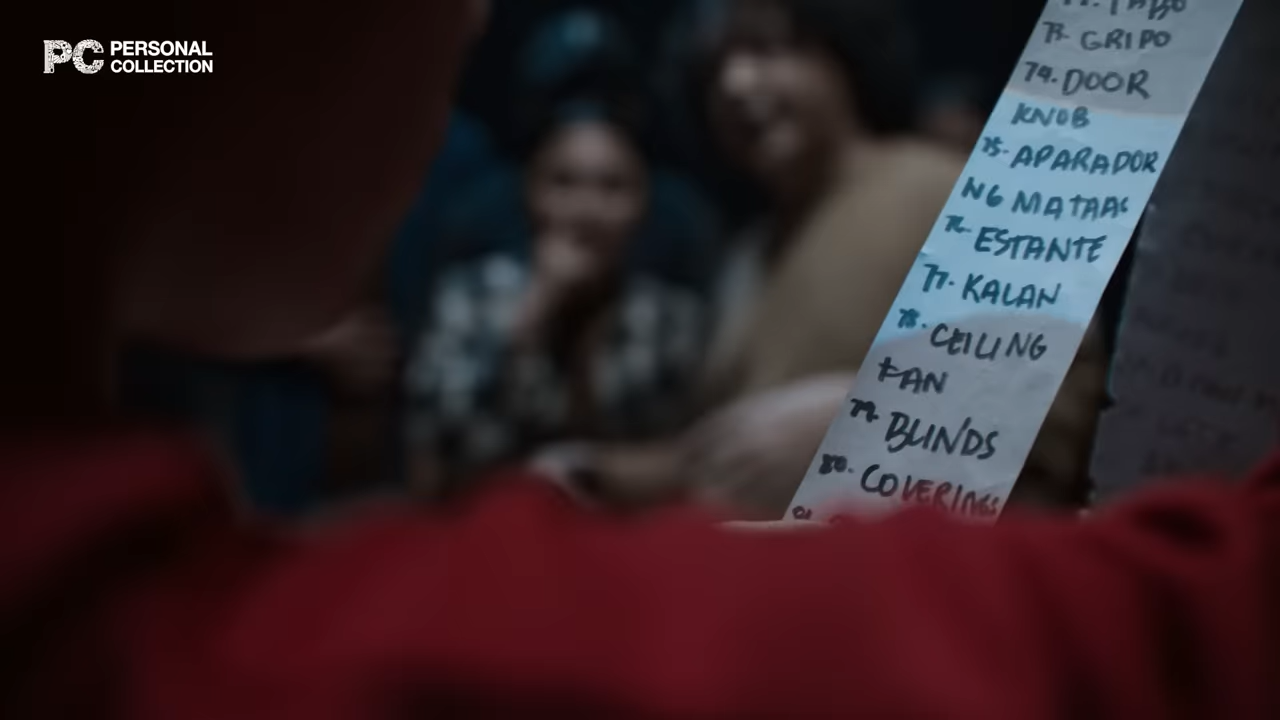 PC PERSONAL
COLLECTION
73. GRIPO
74. DOOR
KNOB
75. APARADOR
NG MATAAS
76. ESTANTE
77. KALAN
78. CEILING
FAN
79. BLINDS
80. COVERINGS